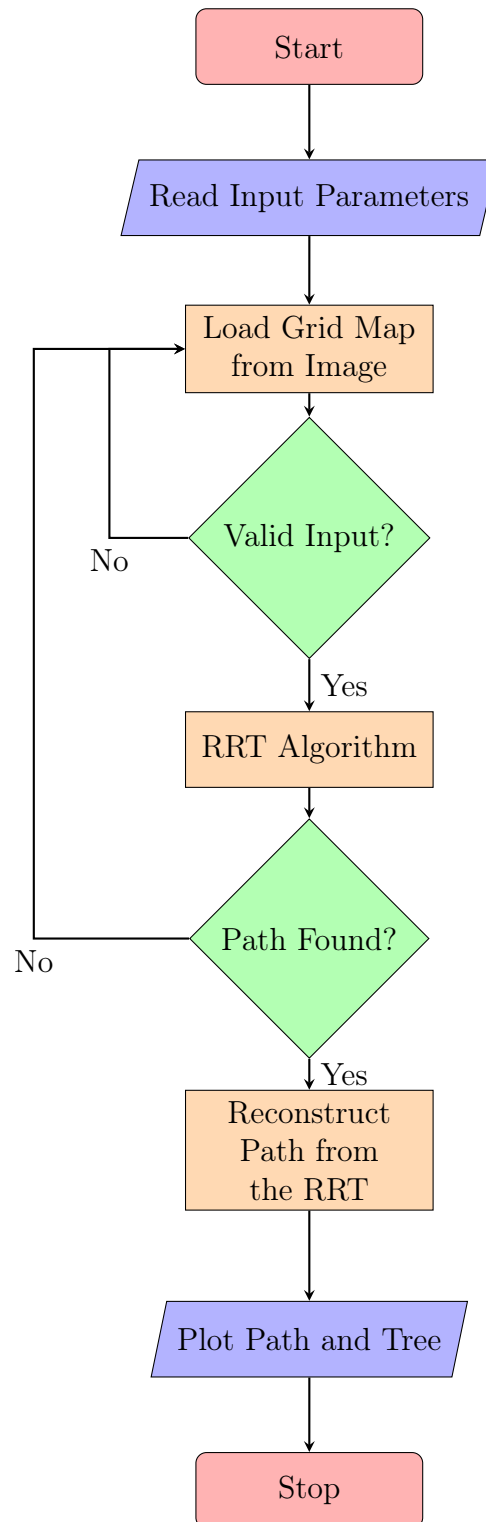 Start
Read Input Parameters
Load Grid Map
from Image
Valid Input?
No
Yes
RRT Algorithm
Path Found?
No
Yes
Reconstruct
Path from
the RRT
Plot Path and Tree
Stop